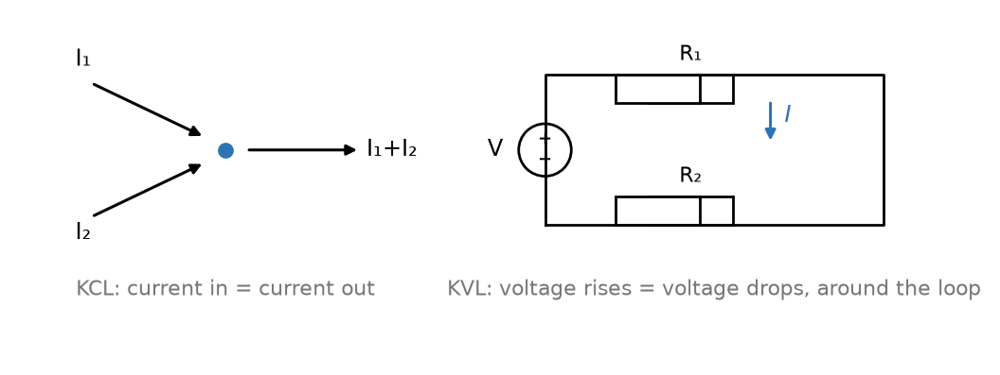 I₁
I₂
I₁+I₂
R₁
V
I
R₂
KCL: current in = current out
KVL: voltage rises = voltage drops, around the loop